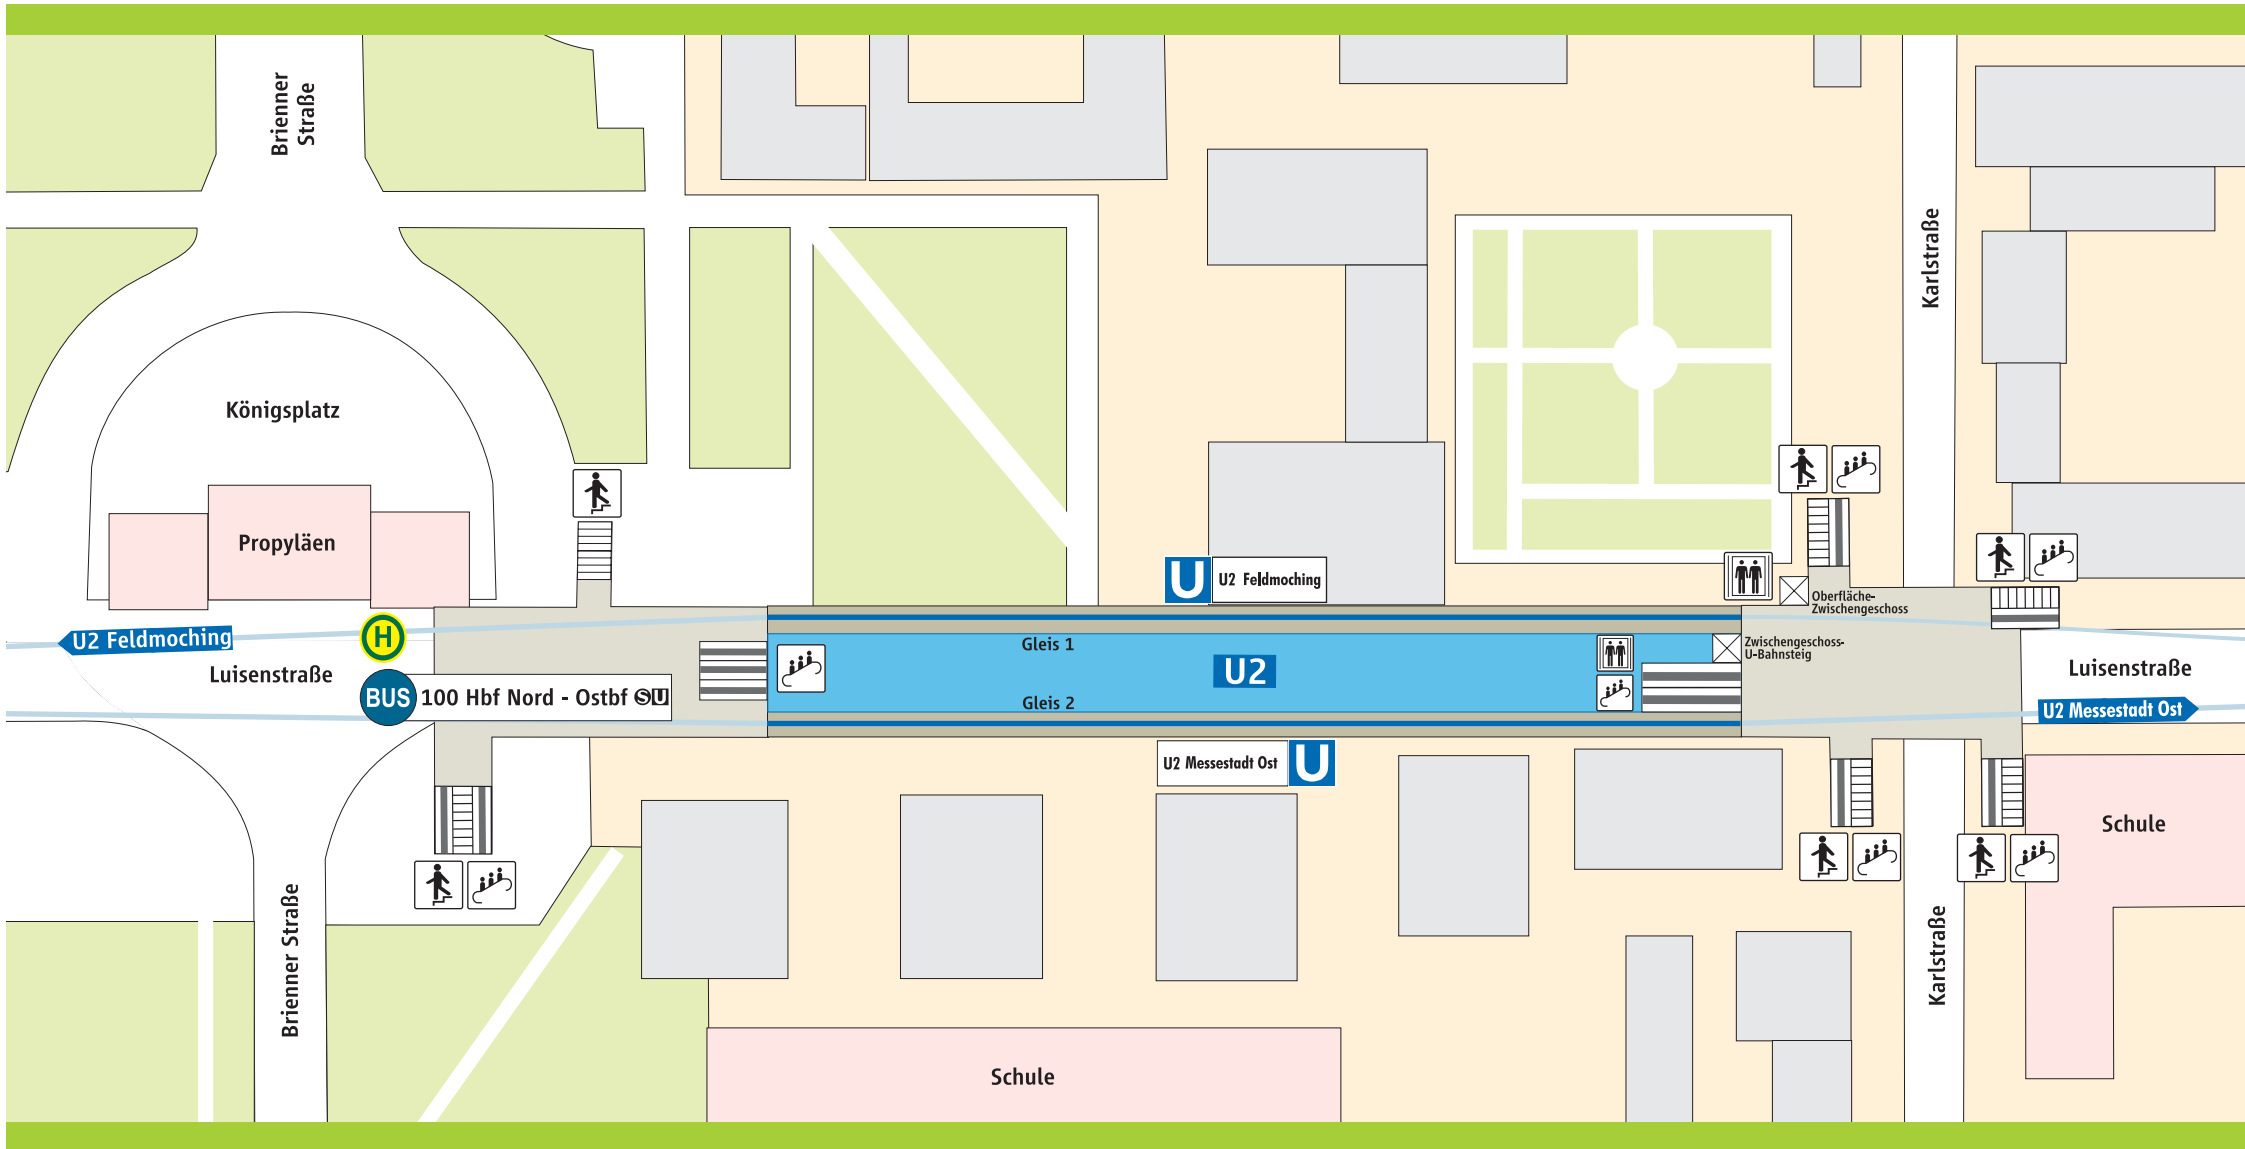 Brienner
Straße
Karlstraße
Königsplatz
Propyläen
U U2 Feldmoching
Oberfläche-
Zwischengeschoss
U2 Feldmoching
H
Gleis 1
Zwischengeschoss-
U-Bahnsteig
Luisenstraße
U2
Luisenstraße
BUS 100 Hbf Nord - Ostbf S U
Gleis 2
U2 Messestadt Ost
U2 Messestadt Ost U
Schule
Brienner Straße
Karlstraße
Schule